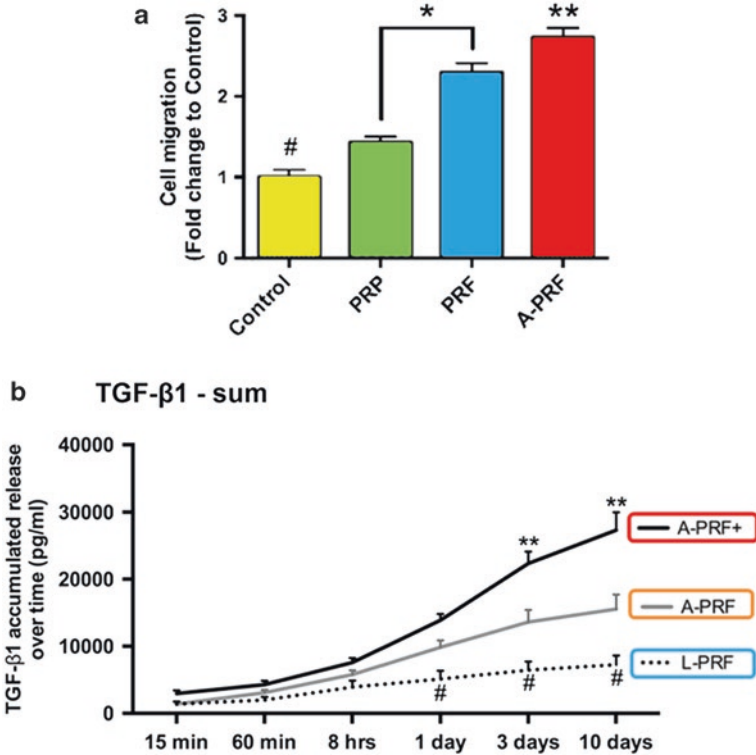 a
Cell migration
(Fold change to Control)
3
2
1
0
#
*
**
Control
PRP
PRF
A-PRF
b
TGF-β1 - sum
TGF-β1 accumulated release
over time (pg/ml)
40000
30000
20000
10000
0
**
**
#
#
#
A-PRF+
A-PRF
L-PRF
15 min
60 min
8 hrs
1 day
3 days
10 days